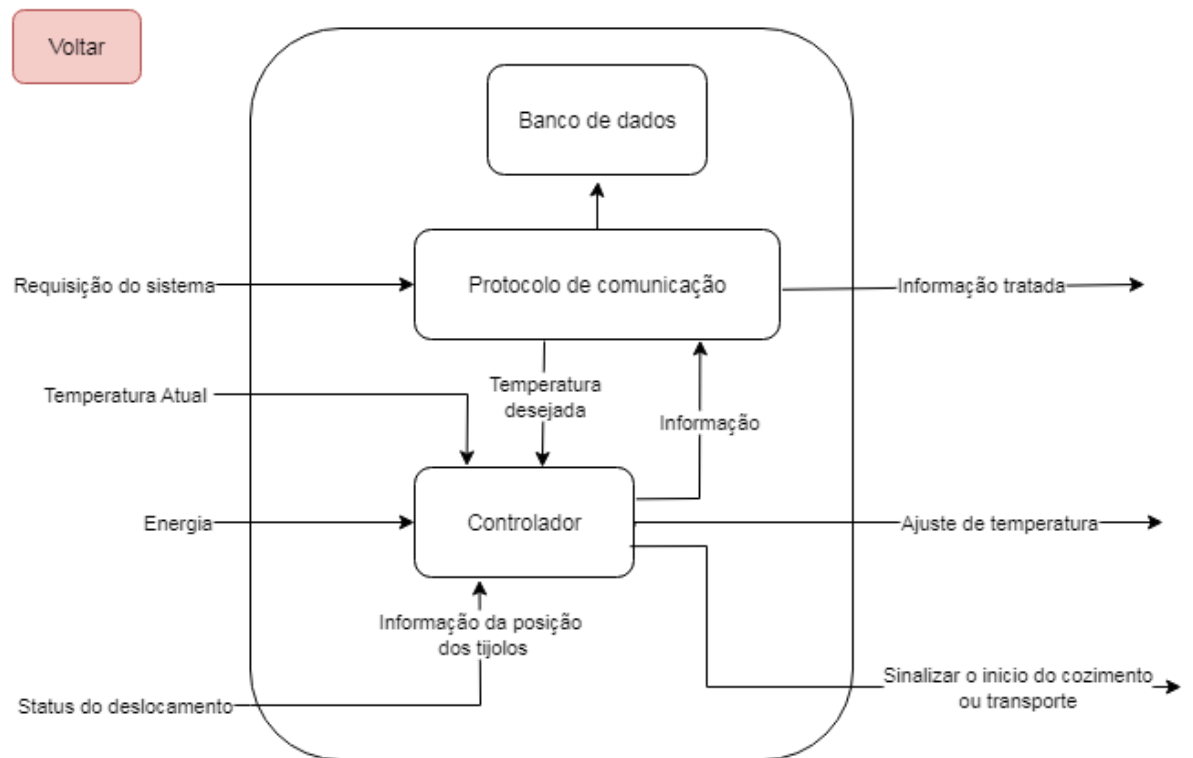 Voltar
Banco de dados
Requisição do sistema
Protocolo de comunicação
Informação tratada
Temperatura Atual
Temperatura
desejada
Informação
Energia
Controlador
Ajuste de temperatura
Informação da posição
dos tijolos
Status do deslocamento
Sinalizar o inicio do cozimento
ou transporte